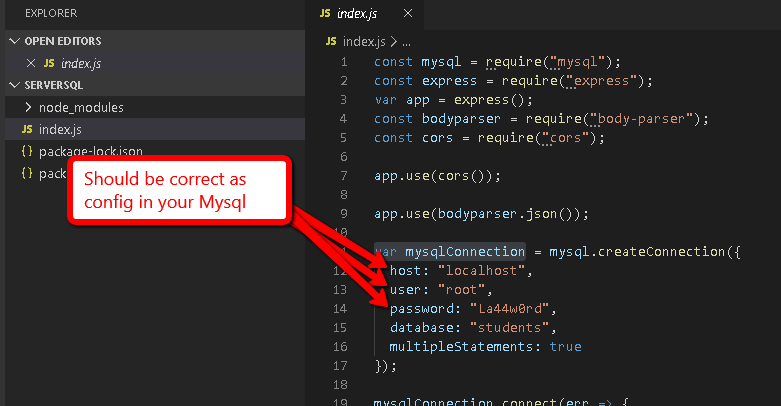 EXPLORER
OPEN EDITORS
JS index.js
SERVERSQL
node_modules
JS index.js
{} package-lock.json
{} pack
Should be correct as
config in your Mysql
JS index.js
JS index.js > ...
1 const mysql = require("mysql");
2 const express = require("express");
3 var app = express();
4 const bodyparser = require("body-parser");
5 const cors = require("cors");
6
7 app.use(cors());
8
9 app.use(bodyparser.json());
10
var mysqlConnection = mysql.createConnection({
12 host: "localhost",
13 user: "root",
14 password: "La44w0rd",
15 database: "students",
16 multipleStatements: true
17 });
18
19 mysqlConnection.connect(err => {